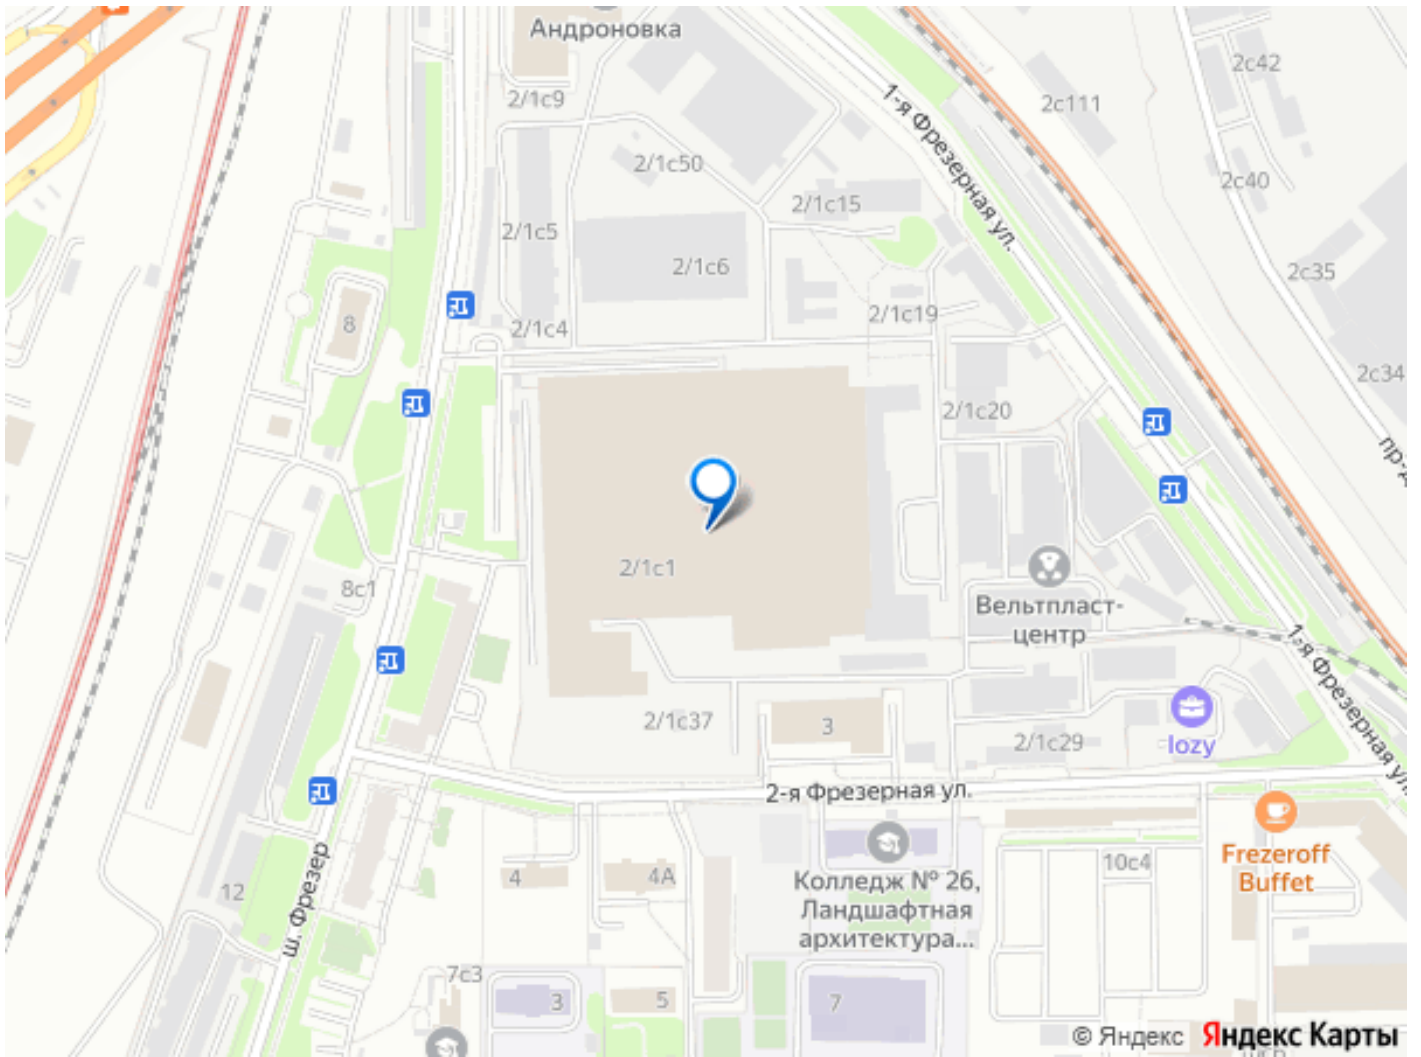 Андроновка
2с42
2/1с9
2с111
1-я Фрезерная ул.
2/1с50
2с40
2/1с15
2/1с5
2/1с6
2с35
2/1с19
8
2/1с4
2с34
2/1с20
2/1с1
8с1
Вельтпласт-
центр
1-я Фрезерная ул.
2/1с37
3
2/1с29
lozy
2-я Фрезерная ул.
Frezeroff
Buffet
10с4
4
4А
Колледж № 26,
Ландшафтная
архитектура...
12
ш. Фрезер
7с3
3
5
7
© Яндекс Яндекс Карты